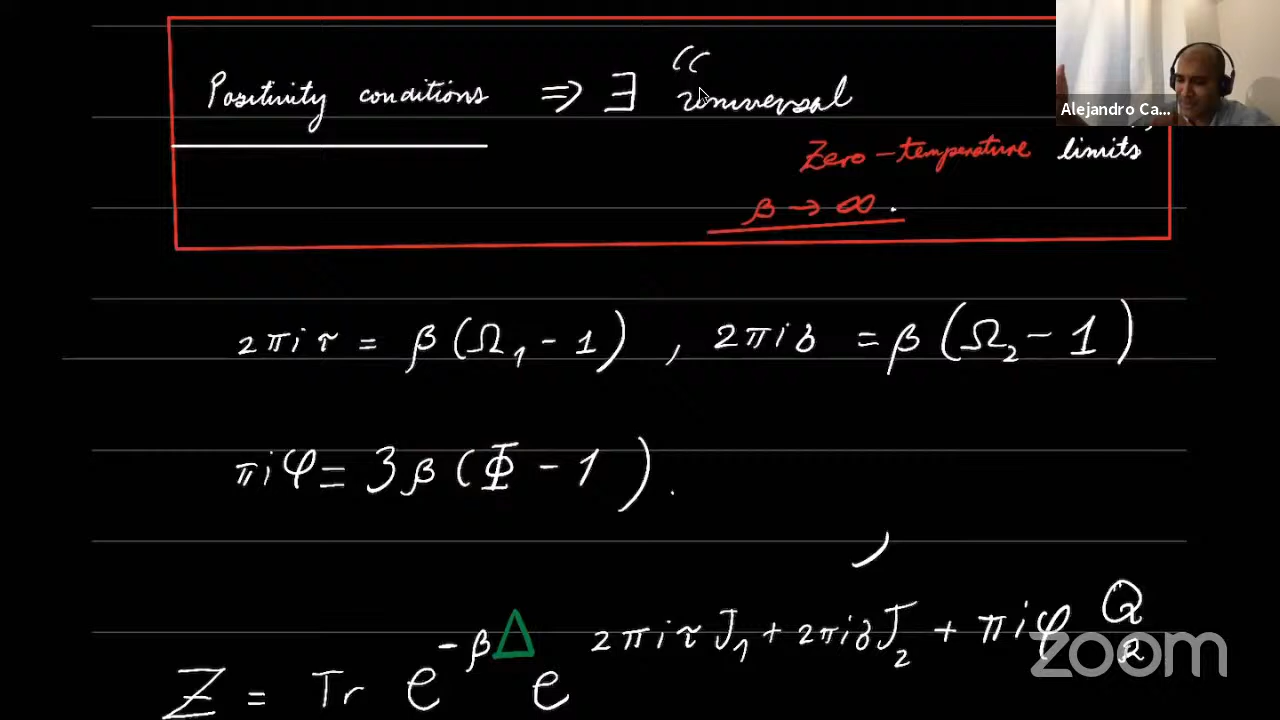 Positivity conditions ⇒ ∃ “universal
Alejandro Ca...
Zero-temperature limits
β → ∞.
2πiτ = β(Ω₁ - 1), 2πiσ = β(Ω₂ - 1)
πiφ = 3β(Φ - 1).
Z = Tr e^{-βΔ} e^{2πiτJ₁ + 2πiσJ₂ + πiφ Q/2}
zoom